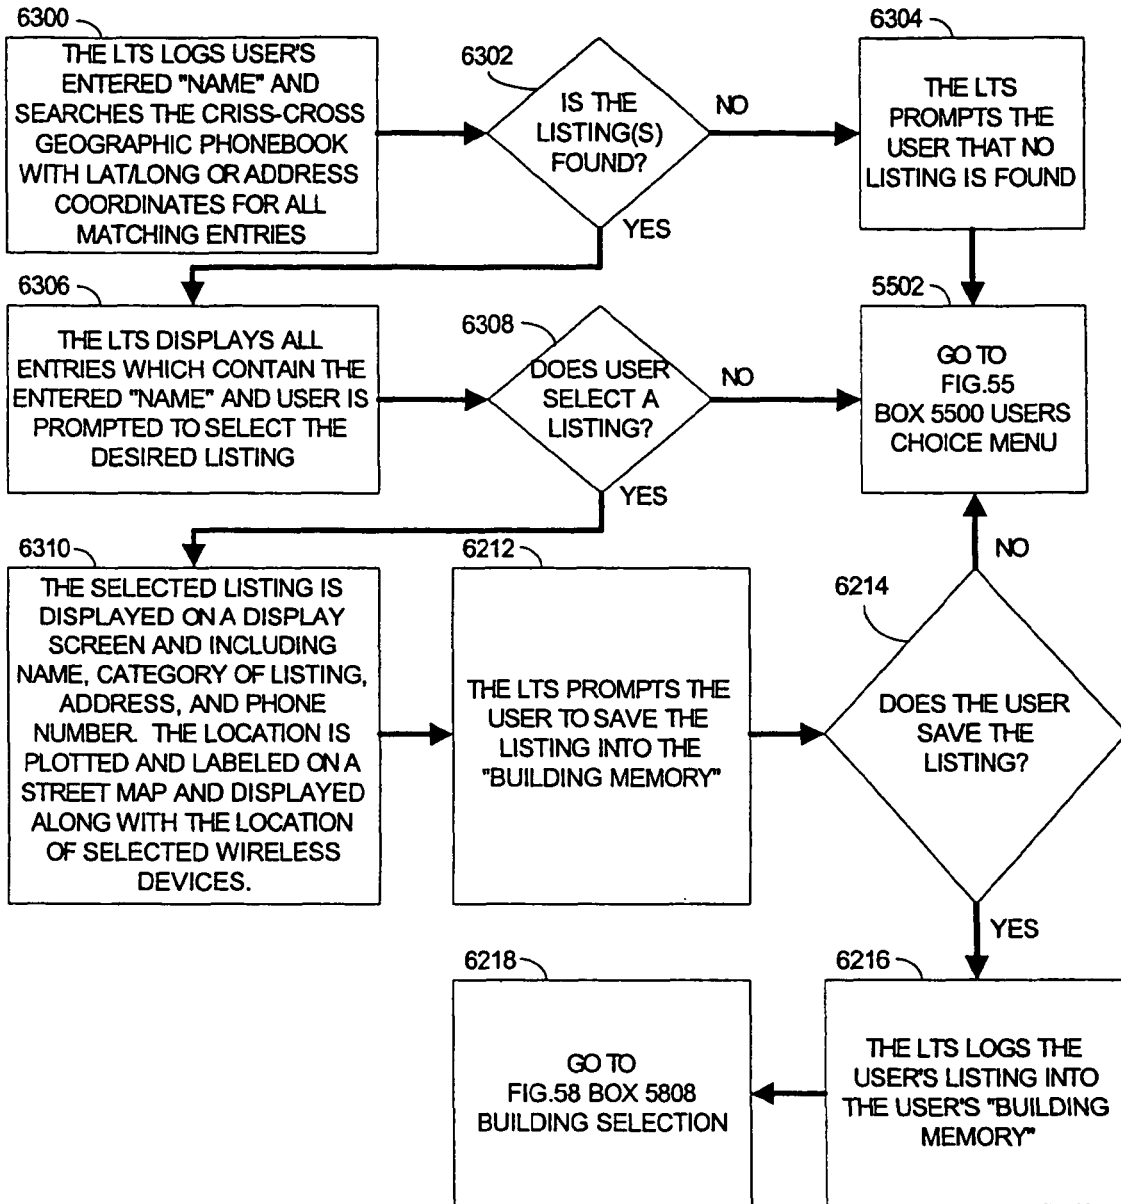 6300
THE LTS LOGS USER'S
ENTERED "NAME" AND
SEARCHES THE CRISS-CROSS
GEOGRAPHIC PHONEBOOK
WITH LAT/LONG OR ADDRESS
COORDINATES FOR ALL
MATCHING ENTRIES
6302
IS THE
LISTING(S)
FOUND?
NO
YES
6304
THE LTS
PROMPTS THE
USER THAT NO
LISTING IS FOUND
6306
THE LTS DISPLAYS ALL
ENTRIES WHICH CONTAIN THE
ENTERED "NAME" AND USER IS
PROMPTED TO SELECT THE
DESIRED LISTING
6308
DOES USER
SELECT A
LISTING?
NO
YES
5502
GO TO
FIG.55
BOX 5500 USERS
CHOICE MENU
6310
THE SELECTED LISTING IS
DISPLAYED ON A DISPLAY
SCREEN AND INCLUDING
NAME, CATEGORY OF LISTING,
ADDRESS, AND PHONE
NUMBER. THE LOCATION IS
PLOTTED AND LABELED ON A
STREET MAP AND DISPLAYED
ALONG WITH THE LOCATION
OF SELECTED WIRELESS
DEVICES.
6212
THE LTS PROMPTS THE
USER TO SAVE THE
LISTING INTO THE
"BUILDING MEMORY"
6214
DOES THE USER
SAVE THE
LISTING?
NO
YES
6216
THE LTS LOGS THE
USER'S LISTING INTO
THE USER'S "BUILDING
MEMORY"
6218
GO TO
FIG.58 BOX 5808
BUILDING SELECTION